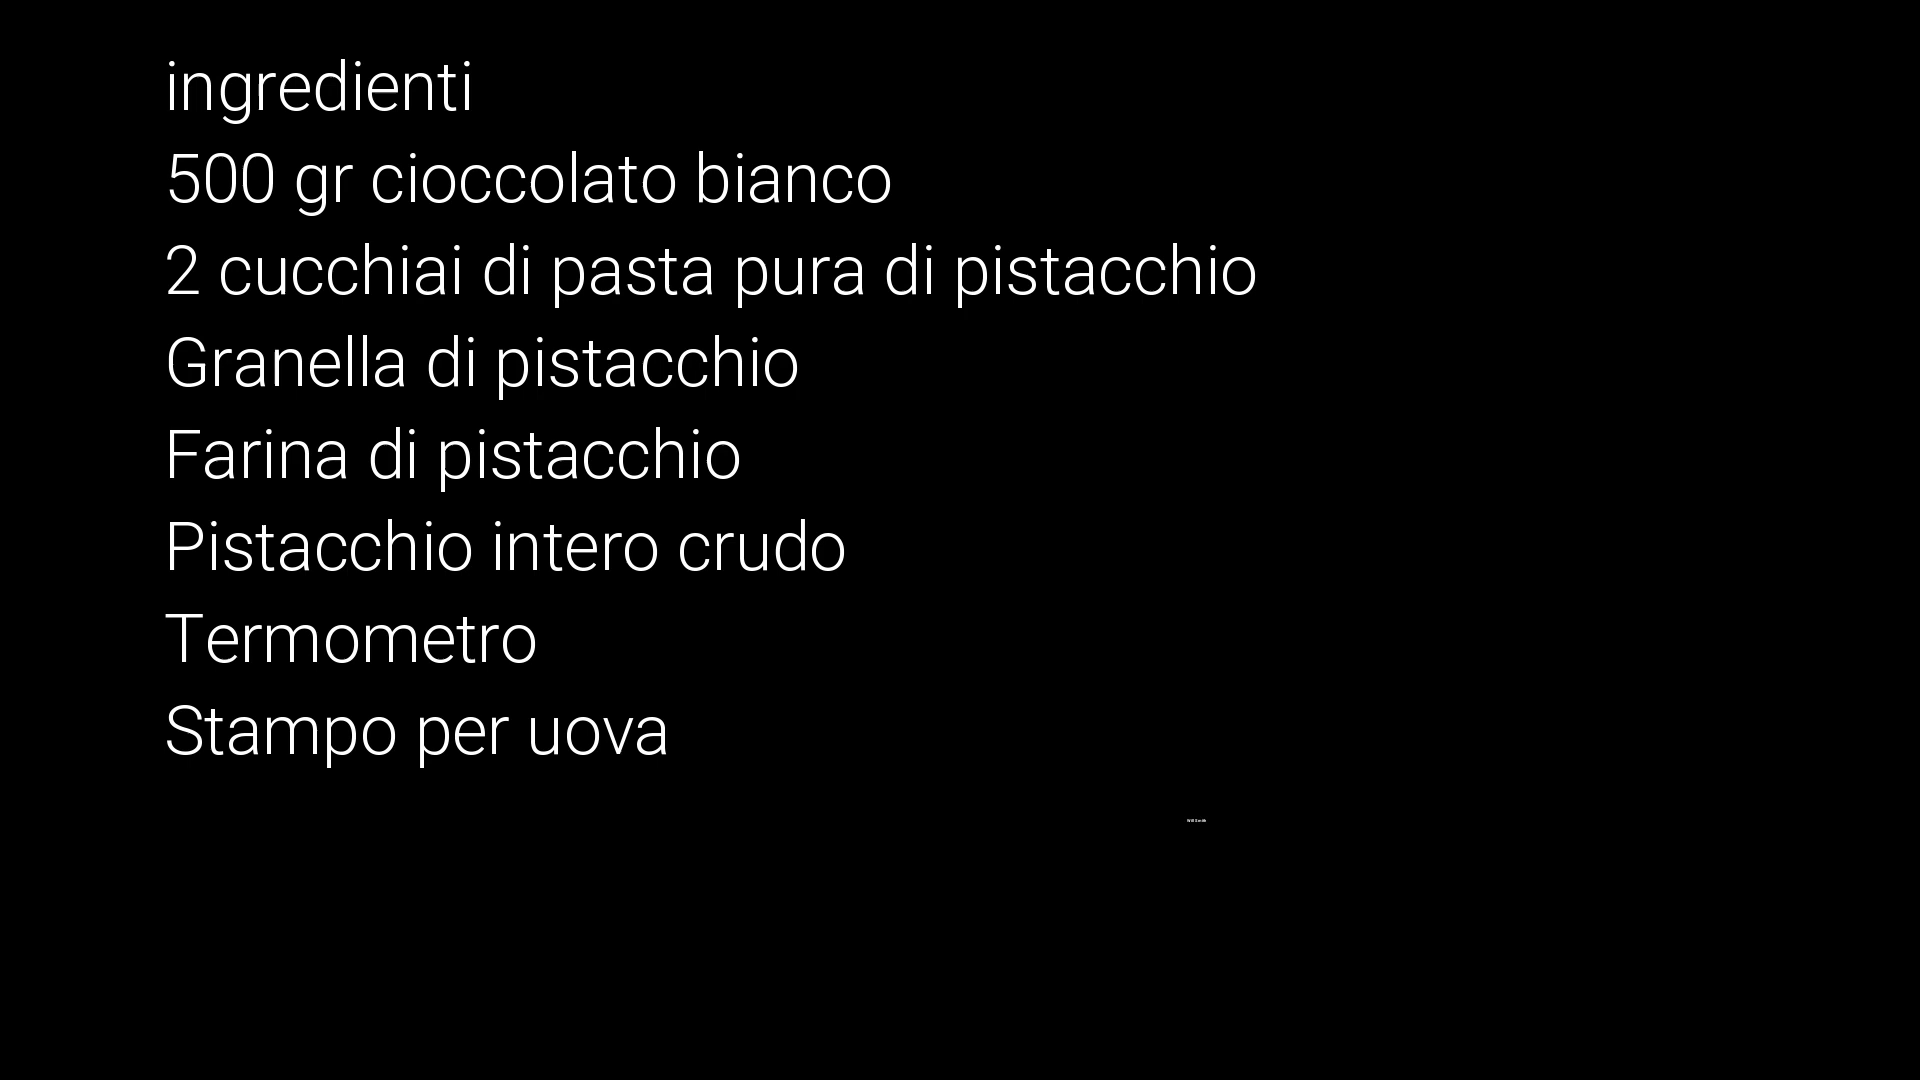 ingredienti
500 gr cioccolato bianco
2 cucchiai di pasta pura di pistacchio
Granella di pistacchio
Farina di pistacchio
Pistacchio intero crudo
Termometro
Stampo per uova